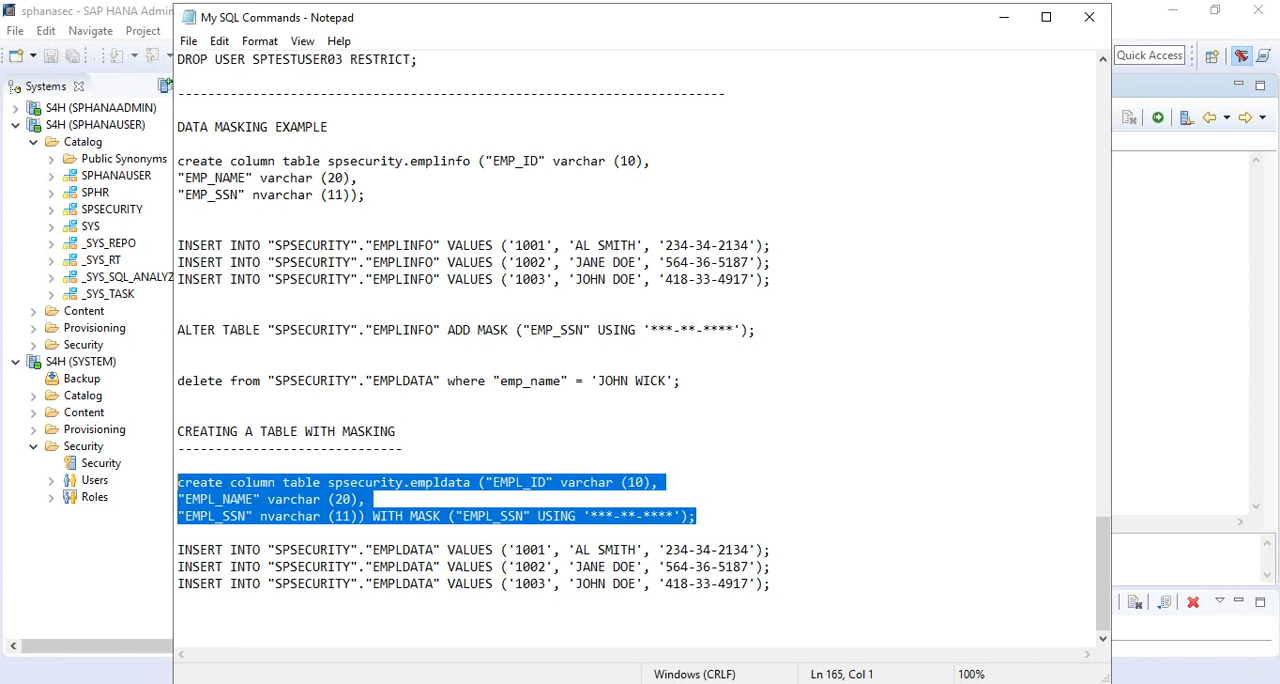 sphanasec - SAP HANA Admin
File Edit Navigate Project
Quick Access
Systems
S4H (SPHANAADMIN)
S4H (SPHANAUSER)
Catalog
Public Synonyms
SPHANAUSER
SPHR
SPSECURITY
SYS
_SYS_REPO
_SYS_RT
_SYS_SQL_ANALYZ
_SYS_TASK
Content
Provisioning
Security
S4H (SYSTEM)
Backup
Catalog
Content
Provisioning
Security
Security
Users
Roles
My SQL Commands - Notepad
File Edit Format View Help
DROP USER SPTESTUSER03 RESTRICT;
-------------------------------------------------------------------------
DATA MASKING EXAMPLE
create column table spsecurity.emplinfo ("EMP_ID" varchar (10),
"EMP_NAME" varchar (20),
"EMP_SSN" nvarchar (11));
INSERT INTO "SPSECURITY"."EMPLINFO" VALUES ('1001', 'AL SMITH', '234-34-2134');
INSERT INTO "SPSECURITY"."EMPLINFO" VALUES ('1002', 'JANE DOE', '564-36-5187');
INSERT INTO "SPSECURITY"."EMPLINFO" VALUES ('1003', 'JOHN DOE', '418-33-4917');
ALTER TABLE "SPSECURITY"."EMPLINFO" ADD MASK ("EMP_SSN" USING '***-**-****');
delete from "SPSECURITY"."EMPLDATA" where "emp_name" = 'JOHN WICK';
CREATING A TABLE WITH MASKING
------------------------------
create column table spsecurity.empldata ("EMPL_ID" varchar (10),
"EMPL_NAME" varchar (20),
"EMPL_SSN" nvarchar (11)) WITH MASK ("EMPL_SSN" USING '***-**-****');
INSERT INTO "SPSECURITY"."EMPLDATA" VALUES ('1001', 'AL SMITH', '234-34-2134');
INSERT INTO "SPSECURITY"."EMPLDATA" VALUES ('1002', 'JANE DOE', '564-36-5187');
INSERT INTO "SPSECURITY"."EMPLDATA" VALUES ('1003', 'JOHN DOE', '418-33-4917');
Windows (CRLF) Ln 165, Col 1 100%